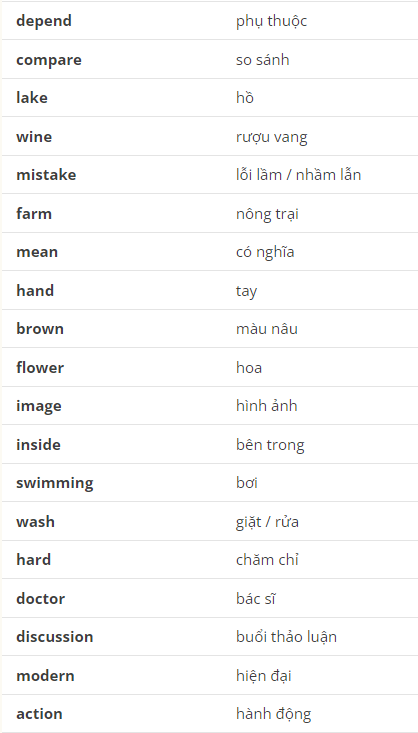 depend phụ thuộc
compare so sánh
lake hồ
wine rượu vang
mistake lỗi lầm / nhầm lẫn
farm nông trại
mean có nghĩa
hand tay
brown màu nâu
flower hoa
image hình ảnh
inside bên trong
swimming bơi
wash giặt / rửa
hard chăm chỉ
doctor bác sĩ
discussion buổi thảo luận
modern hiện đại
action hành động